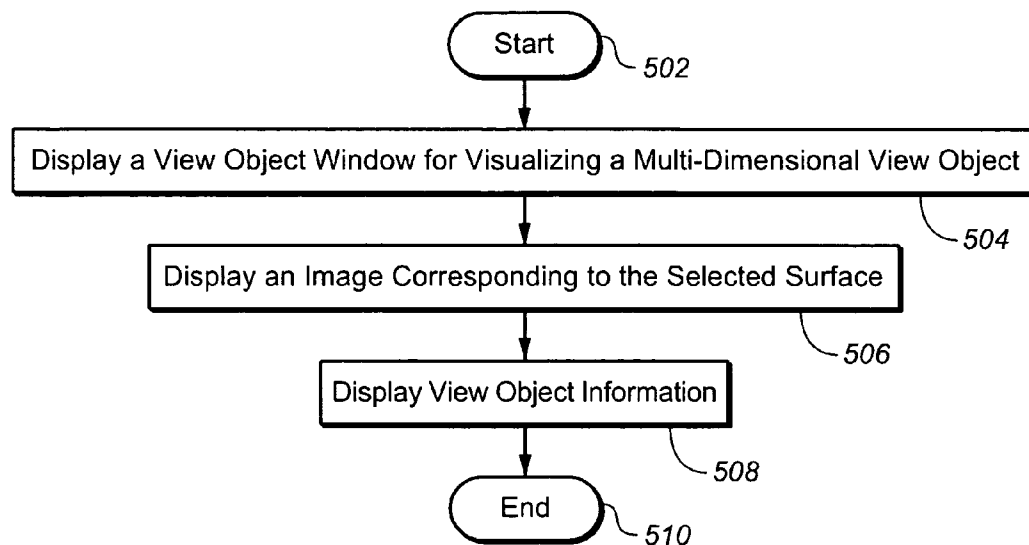 Start
502
Display a View Object Window for Visualizing a Multi-Dimensional View Object
504
Display an Image Corresponding to the Selected Surface
506
Display View Object Information
508
End
510